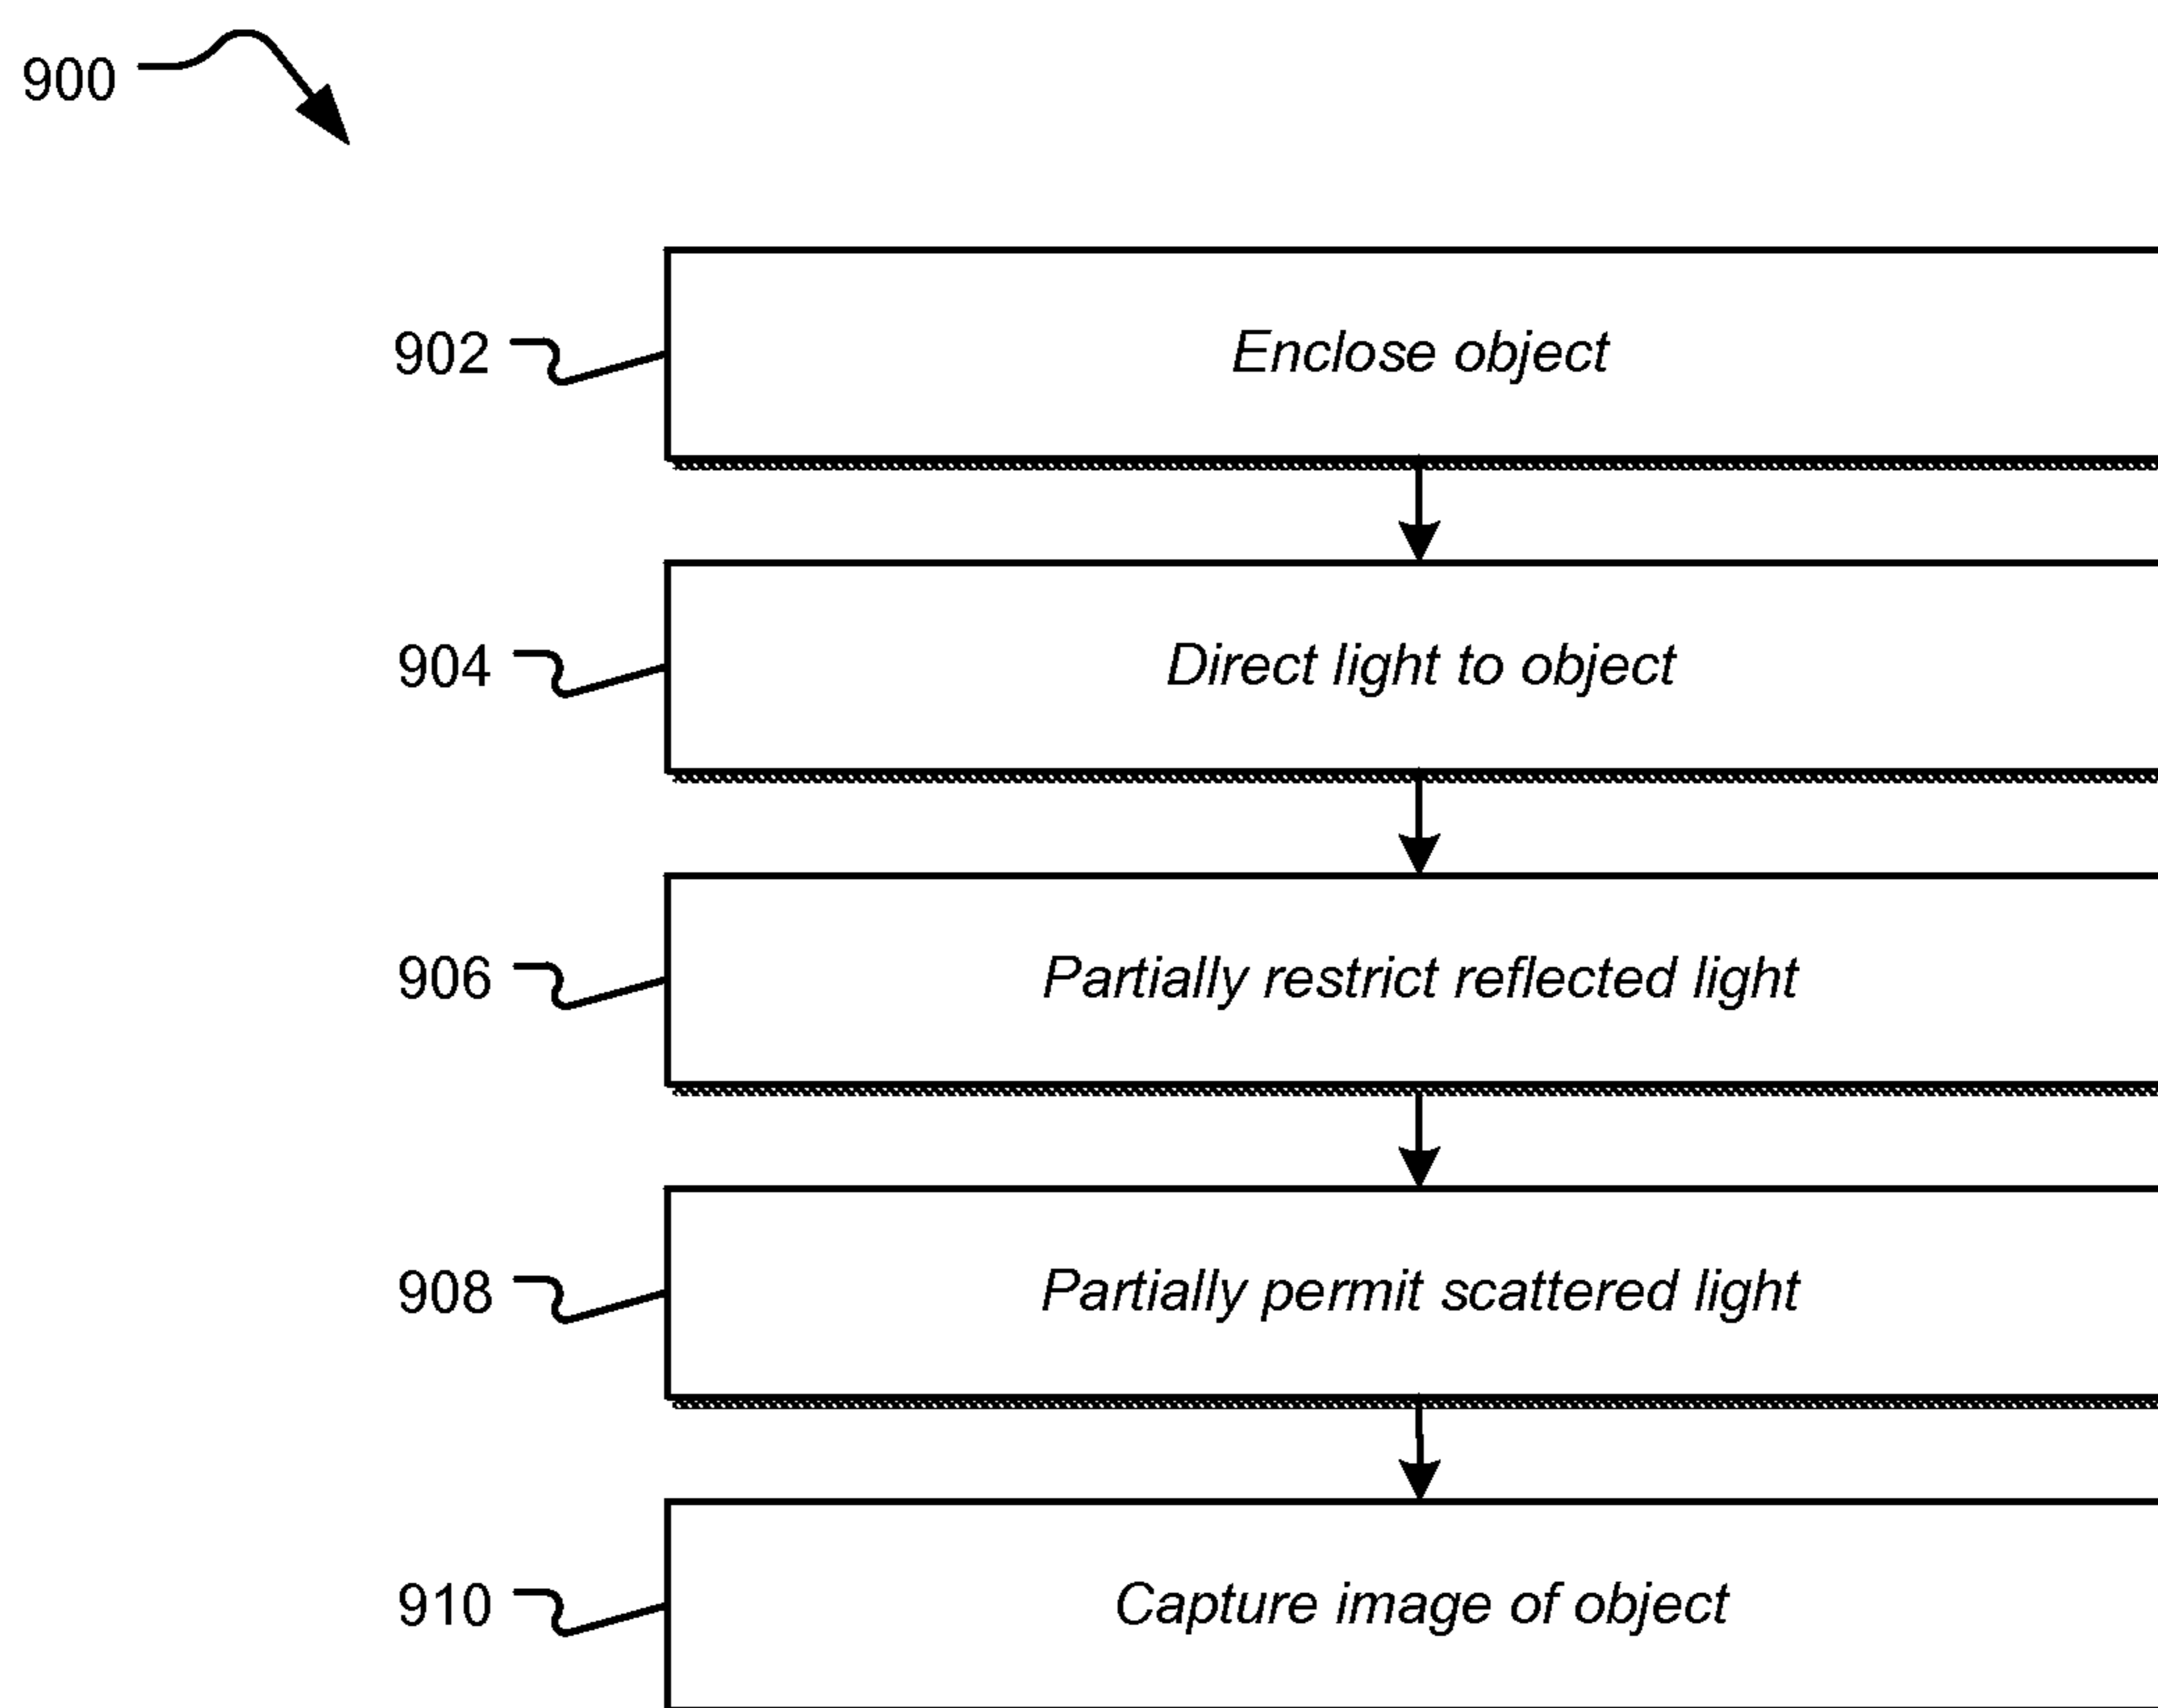 900
902 Enclose object
904 Direct light to object
906 Partially restrict reflected light
908 Partially permit scattered light
910 Capture image of object